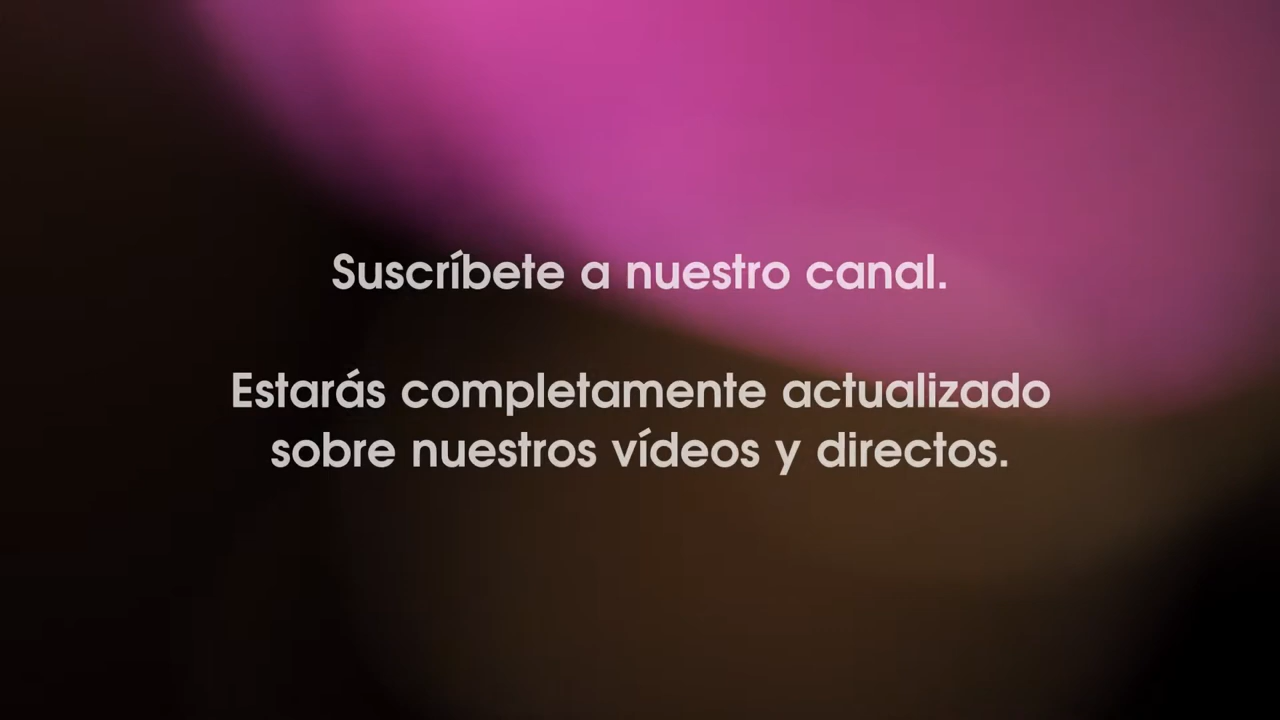 Suscríbete a nuestro canal.
Estarás completamente actualizado
sobre nuestros vídeos y directos.